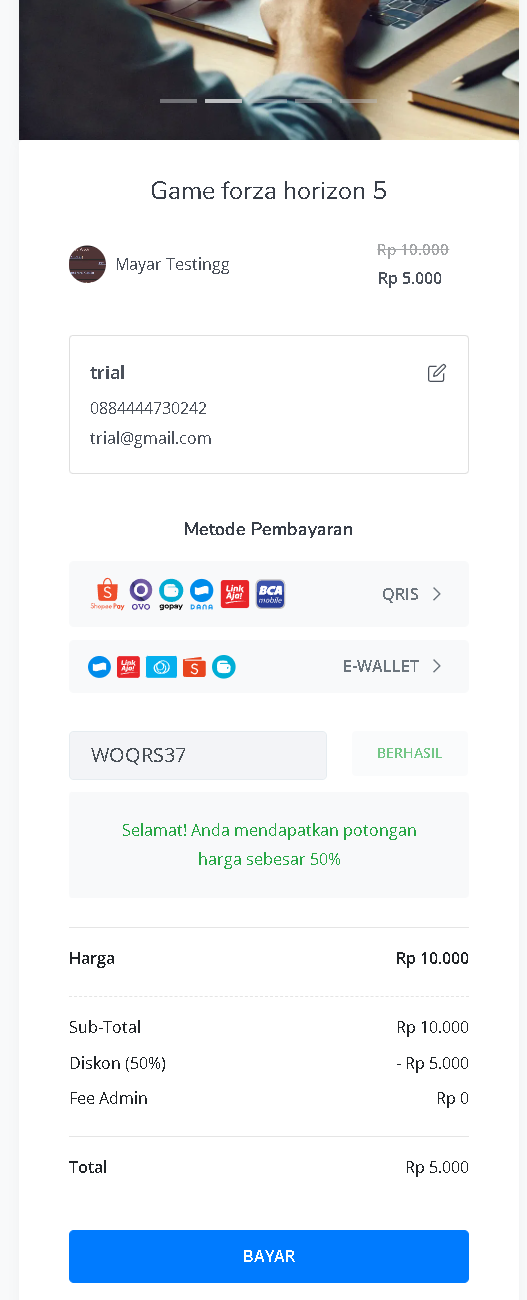 Game forza horizon 5
Mayar Testingg
Rp 10.000
Rp 5.000
trial
0884444730242
trial@gmail.com
Metode Pembayaran
Shopee Pay OVO gopay DANA Link Aja! BCA mobile QRIS
Link Aja! E-WALLET
WOQRS37 BERHASIL
Selamat! Anda mendapatkan potongan
harga sebesar 50%
Harga Rp 10.000
Sub-Total Rp 10.000
Diskon (50%) - Rp 5.000
Fee Admin Rp 0
Total Rp 5.000
BAYAR